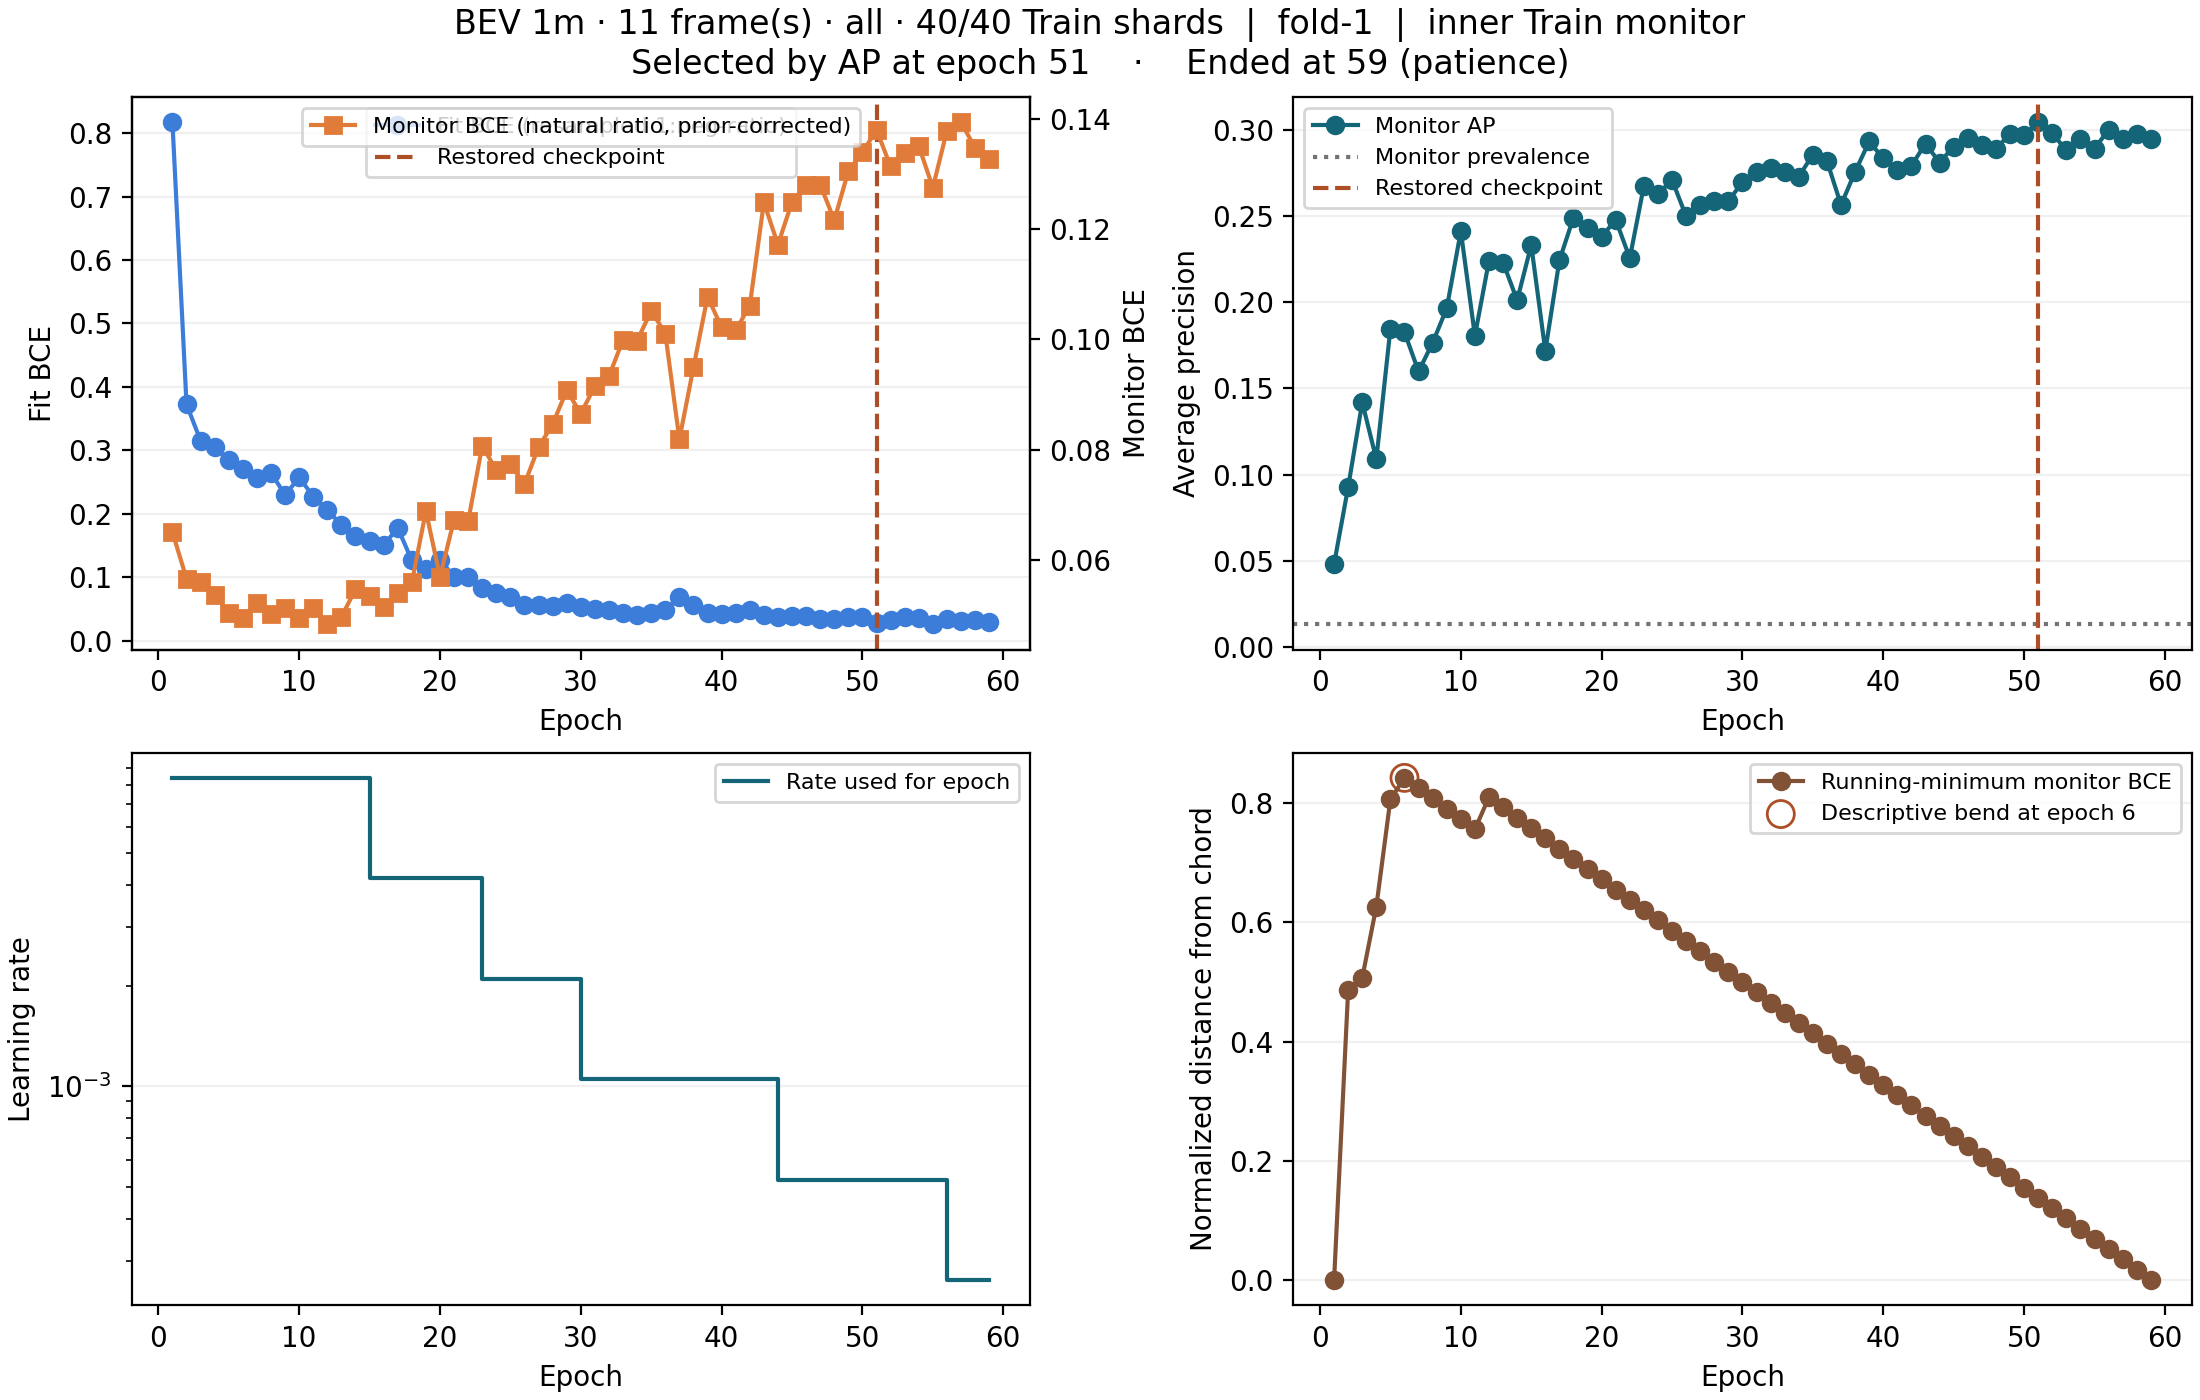 BEV 1m · 11 frame(s) · all · 40/40 Train shards | fold-1 | inner Train monitor
Selected by AP at epoch 51 · Ended at 59 (patience)
Monitor BCE (natural ratio, prior-corrected)
Restored checkpoint
Fit BCE
0.8
0.7
0.6
0.5
0.4
0.3
0.2
0.1
0.0
0.14
0.12
0.10
0.08
0.06
Monitor BCE
0 10 20 30 40 50 60
Epoch
Monitor AP
Monitor prevalence
Restored checkpoint
Average precision
0.30
0.25
0.20
0.15
0.10
0.05
0.00
0 10 20 30 40 50 60
Epoch
Rate used for epoch
Learning rate
10⁻³
0 10 20 30 40 50 60
Epoch
Running-minimum monitor BCE
Descriptive bend at epoch 6
Normalized distance from chord
0.8
0.6
0.4
0.2
0.0
0 10 20 30 40 50 60
Epoch